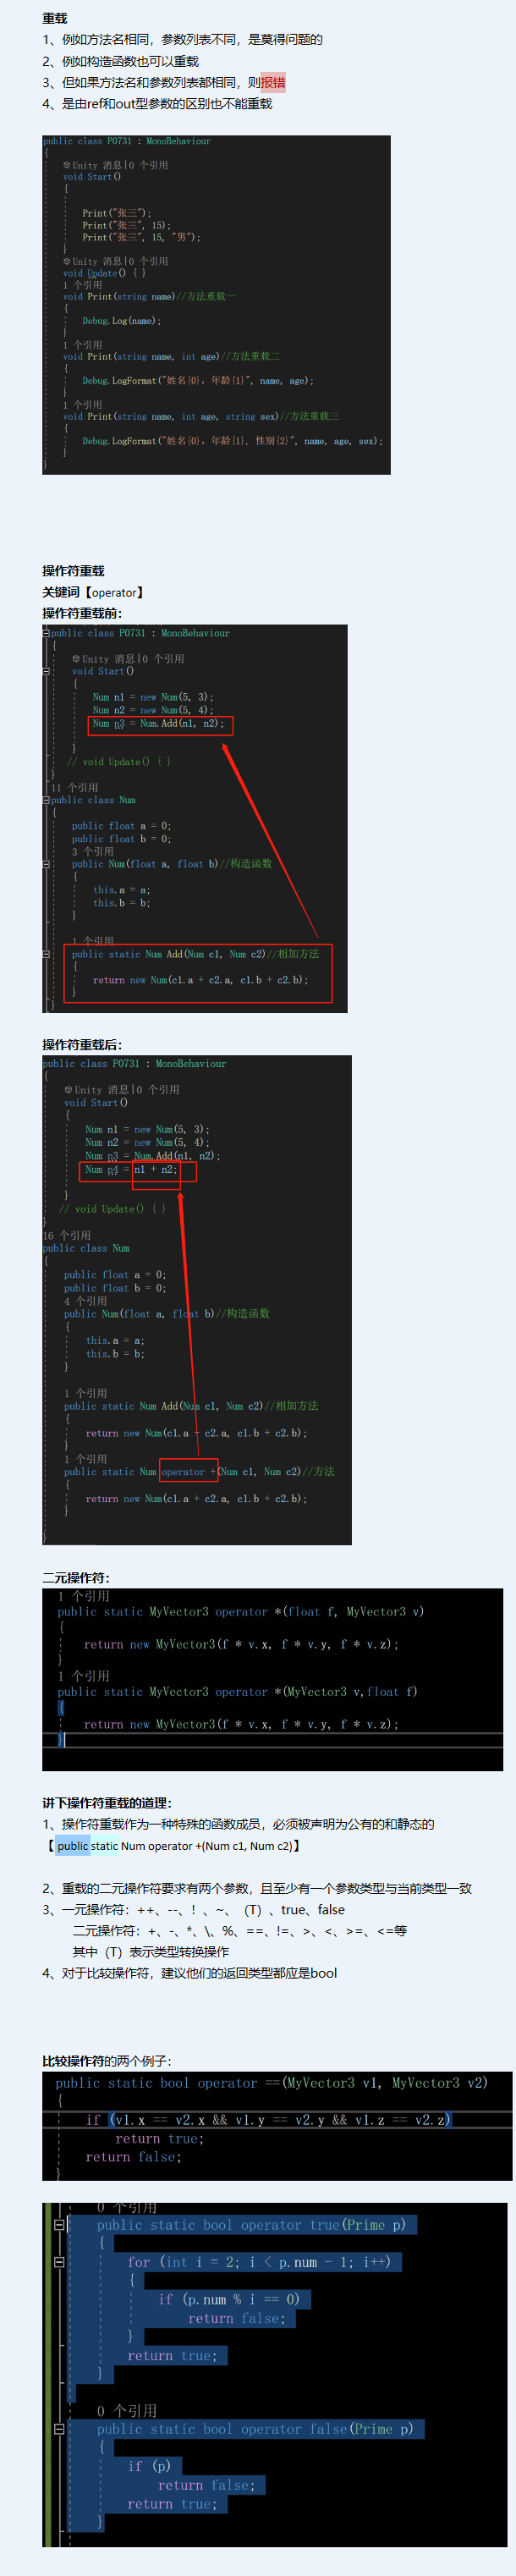 重载
1、例如方法名相同，参数列表不同，是莫得问题的
2、例如构造函数也可以重载
3、但如果方法名和参数列表都相同，则报错
4、是由ref和out型参数的区别也不能重载
public class P0731 : MonoBehaviour
{
Unity 消息|0 个引用
void Start()
{
Print("张三");
Print("张三", 15);
Print("张三", 15, "男");
}
Unity 消息|0 个引用
void Update() { }
1 个引用
void Print(string name)//方法重载一
{
Debug.Log(name);
}
1 个引用
void Print(string name, int age)//方法重载二
{
Debug.LogFormat("姓名{0}，年龄{1}", name, age);
}
1 个引用
void Print(string name, int age, string sex)//方法重载三
{
Debug.LogFormat("姓名{0}，年龄{1}，性别{2}", name, age, sex);
}
}
操作符重载
关键词【operator】
操作符重载前：
public class P0731 : MonoBehaviour
{
Unity 消息|0 个引用
void Start()
{
Num n1 = new Num(5, 3);
Num n2 = new Num(5, 4);
Num n3 = Num.Add(n1, n2);
}
// void Update() { }
}
11 个引用
public class Num
{
public float a = 0;
public float b = 0;
3 个引用
public Num(float a, float b)//构造函数
{
this.a = a;
this.b = b;
}
1 个引用
public static Num Add(Num c1, Num c2)//相加方法
{
return new Num(c1.a + c2.a, c1.b + c2.b);
}
}
操作符重载后：
public class P0731 : MonoBehaviour
{
Unity 消息|0 个引用
void Start()
{
Num n1 = new Num(5, 3);
Num n2 = new Num(5, 4);
Num n3 = Num.Add(n1, n2);
Num n4 = n1 + n2;
}
// void Update() { }
}
16 个引用
public class Num
{
public float a = 0;
public float b = 0;
4 个引用
public Num(float a, float b)//构造函数
{
this.a = a;
this.b = b;
}
1 个引用
public static Num Add(Num c1, Num c2)//相加方法
{
return new Num(c1.a + c2.a, c1.b + c2.b);
}
1 个引用
public static Num operator +(Num c1, Num c2)//方法
{
return new Num(c1.a + c2.a, c1.b + c2.b);
}
}
二元操作符：
1 个引用
public static MyVector3 operator *(float f, MyVector3 v)
{
return new MyVector3(f * v.x, f * v.y, f * v.z);
}
1 个引用
public static MyVector3 operator *(MyVector3 v,float f)
{
return new MyVector3(f * v.x, f * v.y, f * v.z);
}
讲下操作符重载的道理：
1、操作符重载作为一种特殊的函数成员，必须被声明为公有的和静态的
【public static Num operator +(Num c1, Num c2)】
2、重载的二元操作符要求有两个参数，且至少有一个参数类型与当前类型一致
3、一元操作符：++、--、！、~、（T）、true、false
二元操作符：+、-、*、\、%、==、!=、>、<、>=、<=等
其中（T）表示类型转换操作
4、对于比较操作符，建议他们的返回类型都应是bool
比较操作符的两个例子：
public static bool operator ==(MyVector3 v1, MyVector3 v2)
{
if (v1.x == v2.x && v1.y == v2.y && v1.z == v2.z)
return true;
return false;
}
0 个引用
public static bool operator true(Prime p)
{
for (int i = 2; i < p.num - 1; i++)
{
if (p.num % i == 0)
return false;
}
return true;
}
0 个引用
public static bool operator false(Prime p)
{
if (p)
return false;
return true;
}